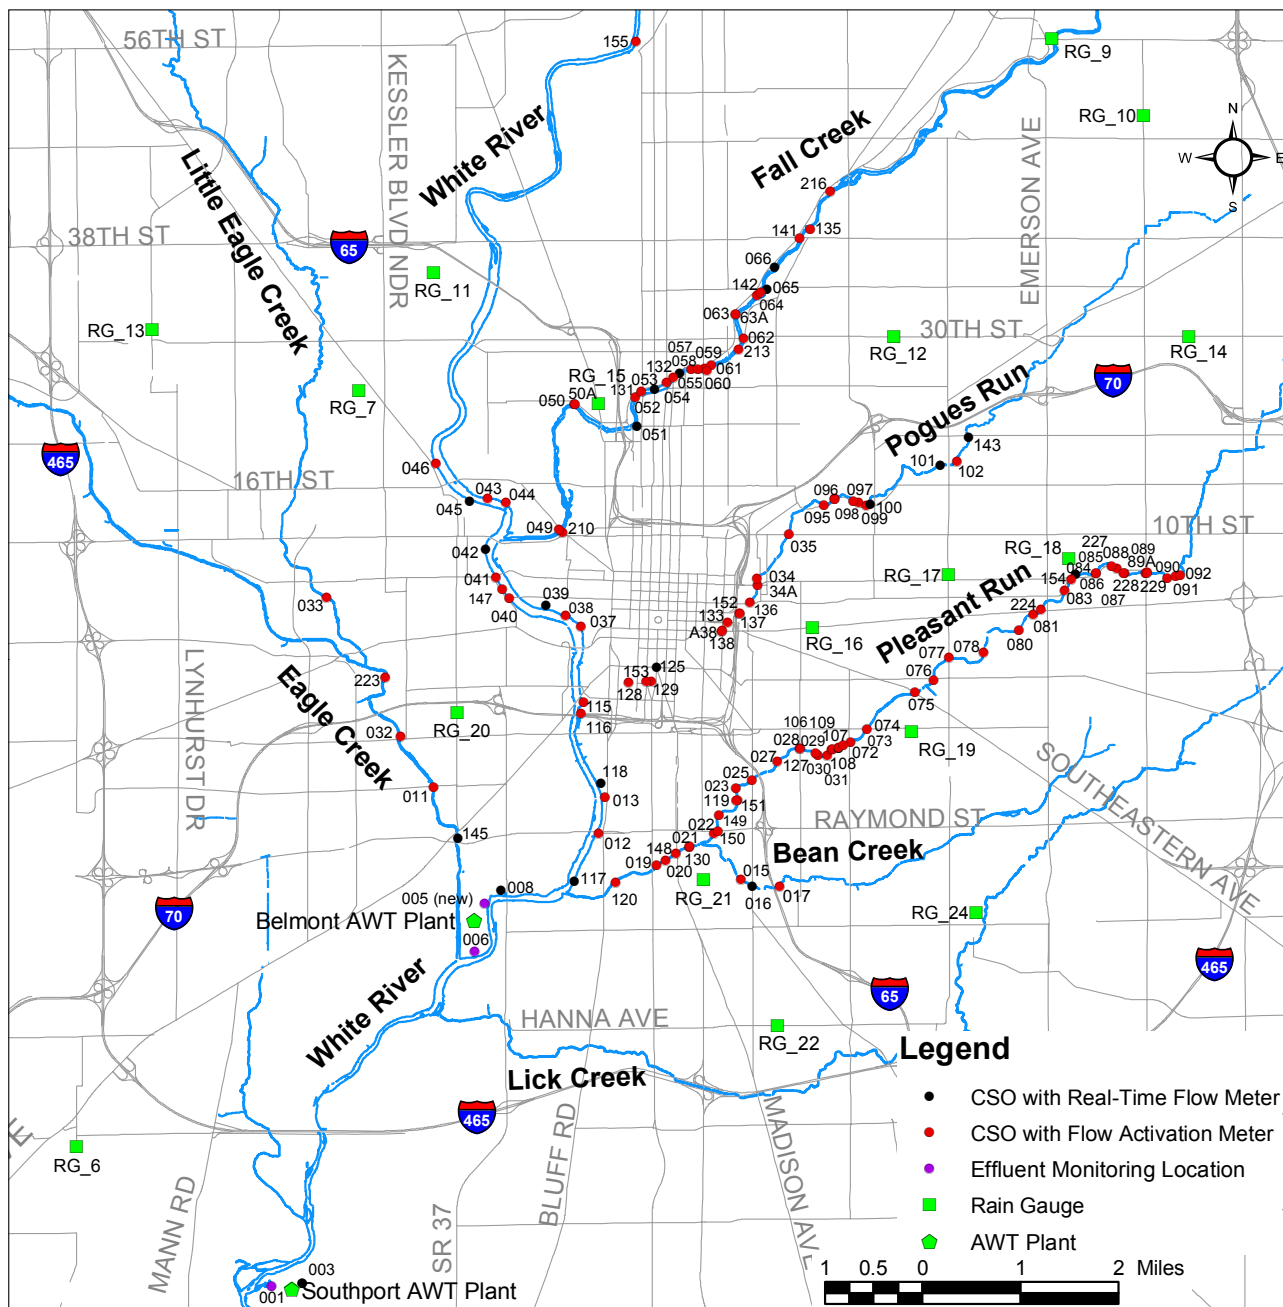 56TH ST
155
RG_9
KESSLER BLVD NDR
White River
Fall Creek
RG_10
N
W
E
S
EMERSON AVE
Little Eagle Creek
216
38TH ST
65
141
135
RG_11
066
142
065
064
RG_13
063
63A
30TH ST
062
RG_12
RG_14
057
059
213
132
058
061
RG_15
053
060
RG_7
131
055
70
050
50A
054
052
Pogues Run
051
143
465
101
102
046
16TH ST
043
044
096
097
045
095
098
100
099
049
210
10TH ST
035
042
227
089
RG_18
085
088
89A
084
090
092
041
034
RG_17
154
086
228
229
091
147
34A
083
087
033
039
152
136
224
040
038
133
137
081
037
A38
138
RG_16
Pleasant Run
080
LYNHURST DR
077
078
125
153
076
223
128
129
Eagle Creek
115
075
RG_20
116
106
109
074
032
028
029
107
073
RG_19
072
027
127
030
108
031
118
025
011
023
013
119
151
SOUTHEASTERN AVE
022
149
RAYMOND ST
145
012
021
150
148
130
Bean Creek
019
020
117
015
008
RG_21
017
005 (new)
120
016
70
Belmont AWT Plant
RG_24
006
465
White River
65
HANNA AVE
RG_22
Legend
Lick Creek
CSO with Real-Time Flow Meter
465
CSO with Flow Activation Meter
RG_6
Effluent Monitoring Location
Rain Gauge
MANN RD
SR 37
BLUFF RD
MADISON AVE
AWT Plant
003
001
Southport AWT Plant
1 0.5 0 1 2 Miles